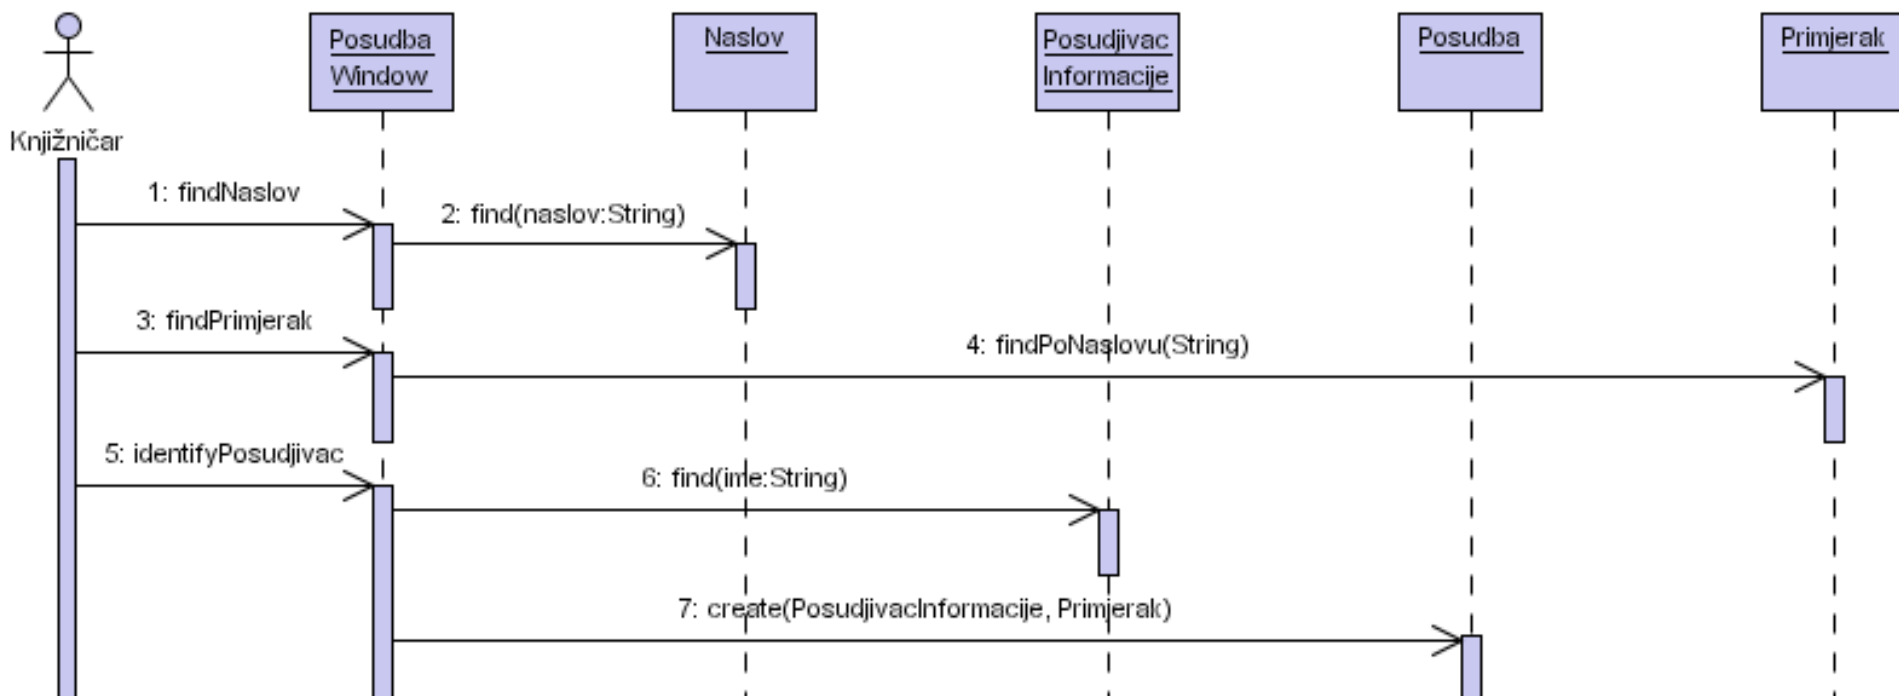 Posudba
Window
Naslov
Posudjivac
Informacije
Posudba
Primjerak
Knjižničar
1: findNaslov
2: find(naslov:String)
3: findPrimjerak
4: findPoNaslovu(String)
5: identifyPosudjivac
6: find(ime:String)
7: create(PosudjivacInformacije, Primjerak)